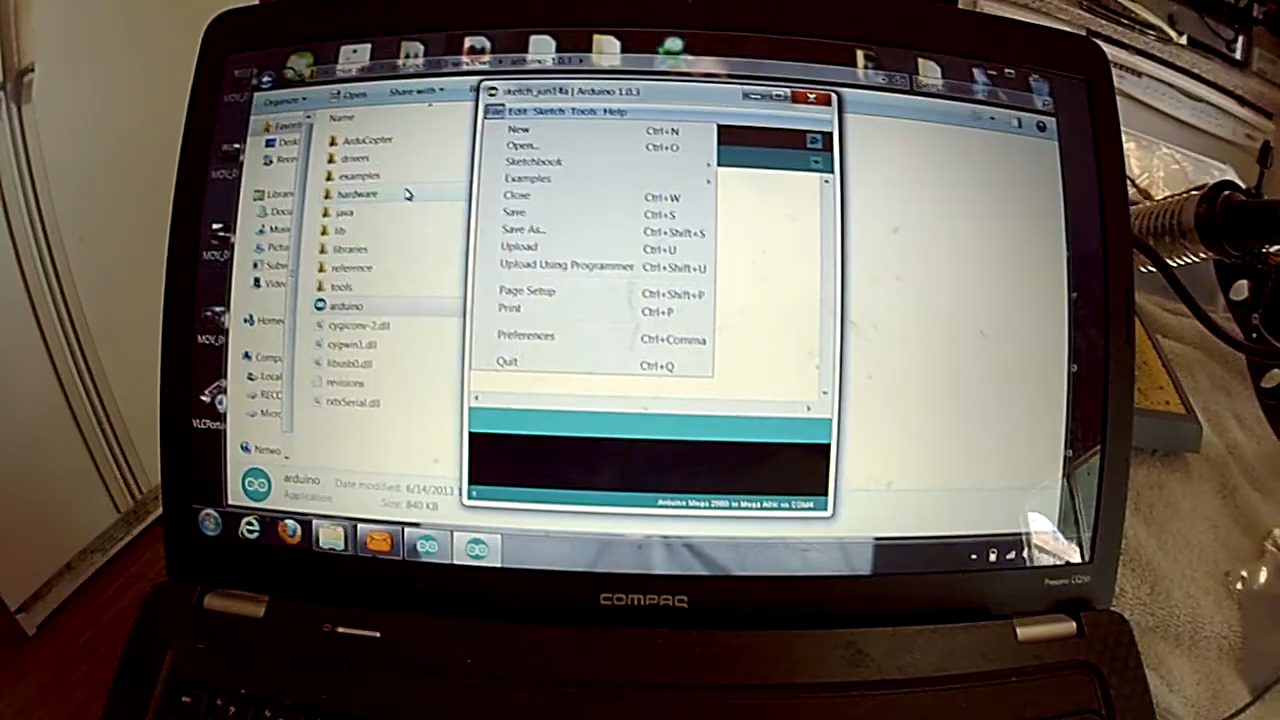 arduino-1.0.3
Organize
Open
Share with
Name
ArduCopter
drivers
examples
hardware
java
lib
libraries
reference
tools
arduino
cygiconv-2.dll
cygwin1.dll
libusb0.dll
revisions
rxtxSerial.dll
sketch_jun14a | Arduino 1.0.3
File Edit Sketch Tools Help
New Ctrl+N
Open... Ctrl+O
Sketchbook
Examples
Close Ctrl+W
Save Ctrl+S
Save As... Ctrl+Shift+S
Upload Ctrl+U
Upload Using Programmer Ctrl+Shift+U
Page Setup Ctrl+Shift+P
Print Ctrl+P
Preferences Ctrl+Comma
Quit Ctrl+Q
arduino
Application
Date modified: 6/14/2013
Size: 840 KB
Arduino Mega 2560 or Mega ADK on COM4
COMPAQ